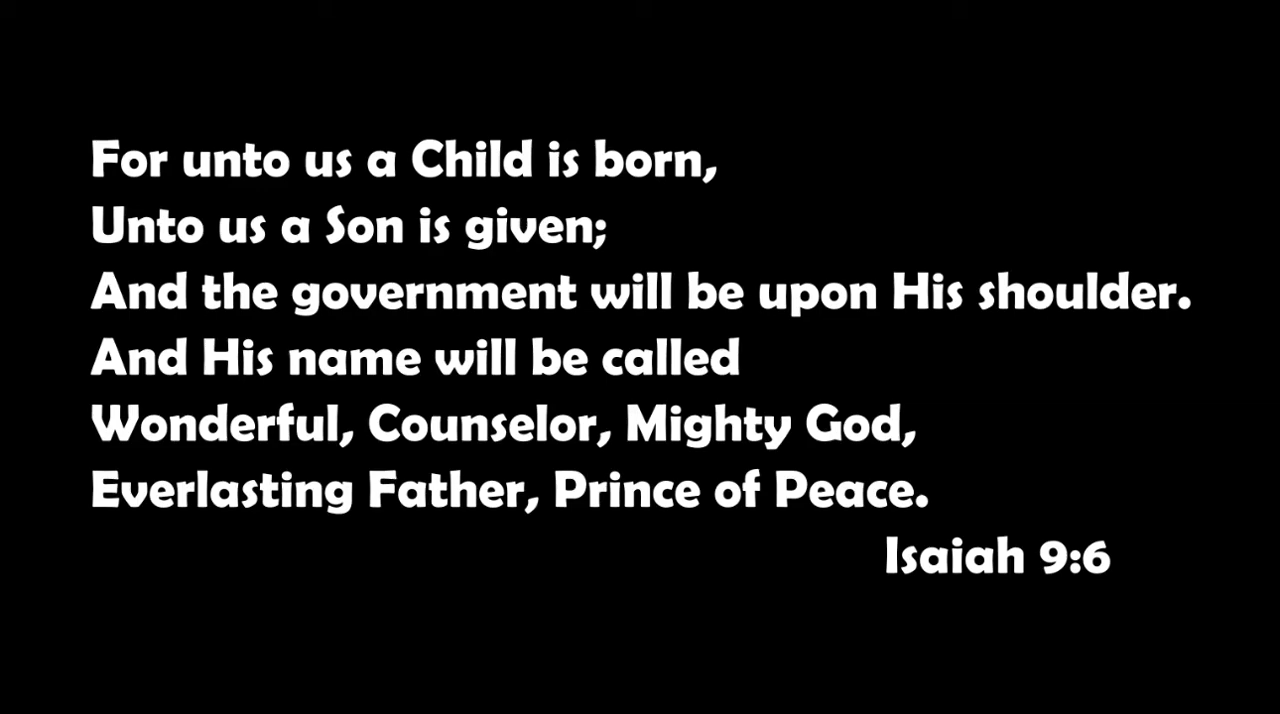 For unto us a Child is born,
Unto us a Son is given;
And the government will be upon His shoulder.
And His name will be called
Wonderful, Counselor, Mighty God,
Everlasting Father, Prince of Peace.
Isaiah 9:6